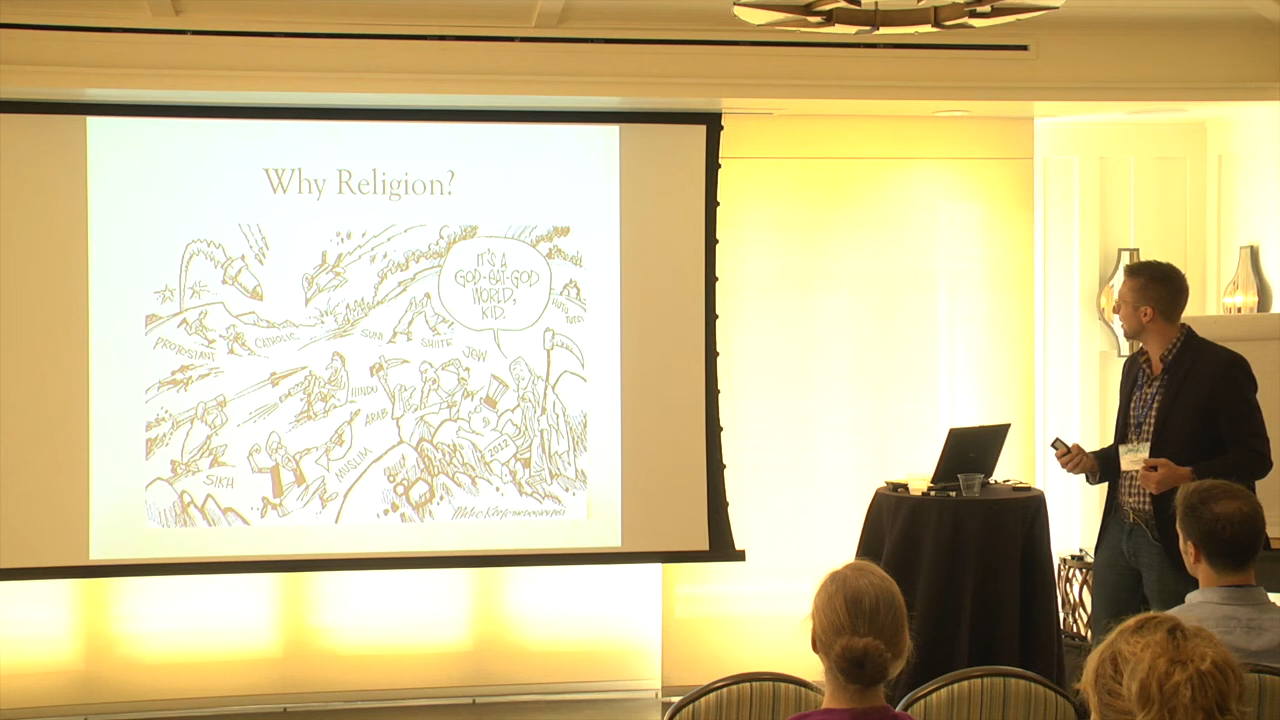 Why Religion?
IT'S A
GOD-EAT-GOD
WORLD,
KID.
HUTU
TUTSI
PROTESTANT
CATHOLIC
SUNI
SHIITE
JEW
HINDU
ARAB
MUSLIM
SIKH
2012